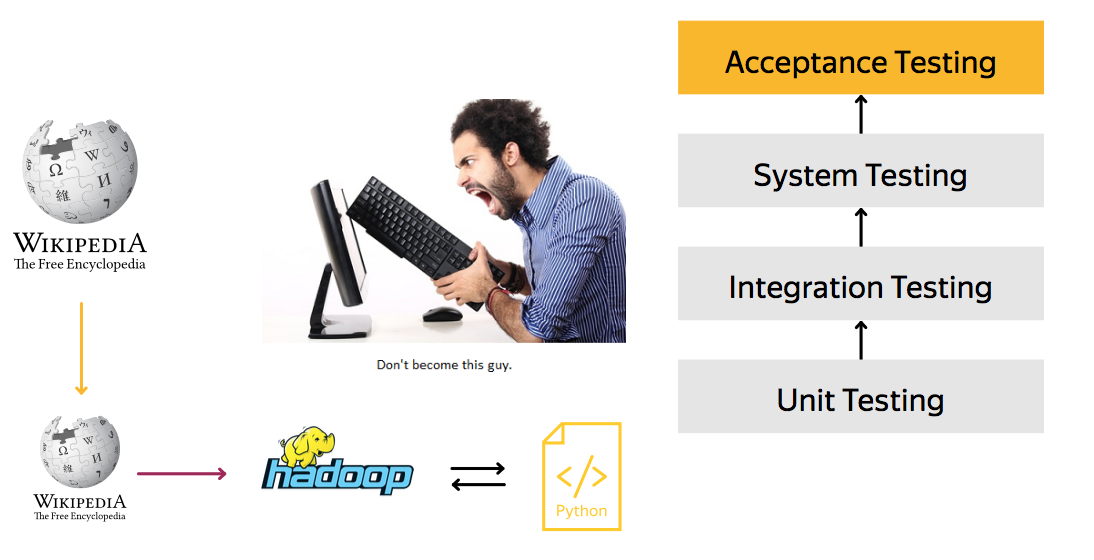 WIKIPEDIA
The Free Encyclopedia
Don't become this guy.
WIKIPEDIA
The Free Encyclopedia
hadoop
</>
Python
Acceptance Testing
System Testing
Integration Testing
Unit Testing